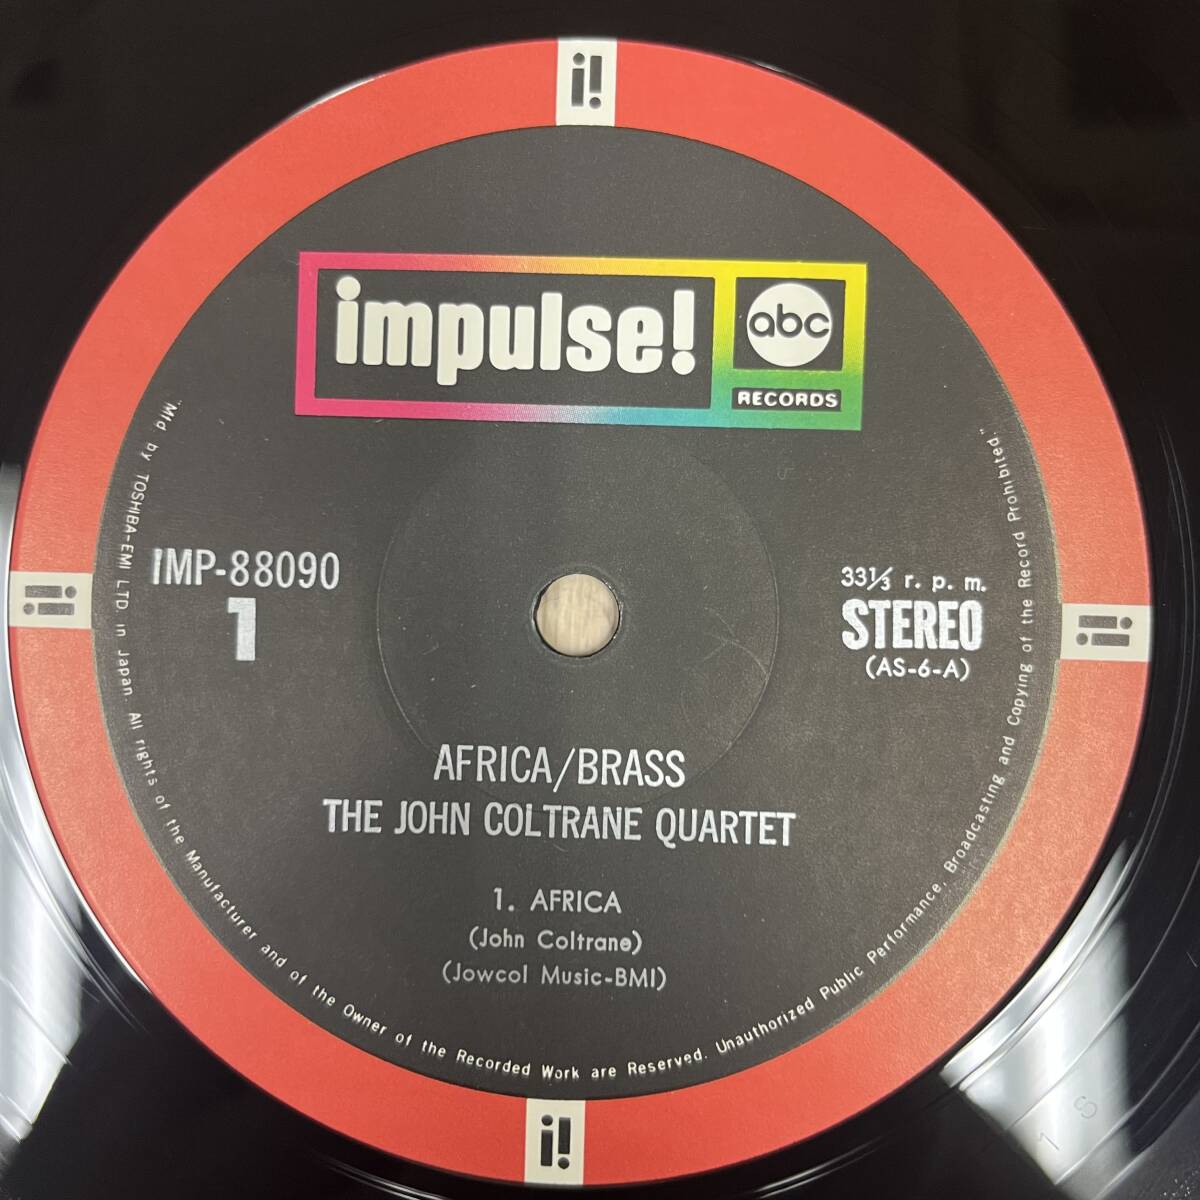 i!
impulse!
abc
RECORDS
IMP-88090
1
33⅓ r. p. m.
STEREO
(AS-6-A)
AFRICA/BRASS
THE JOHN COLTRANE QUARTET
1. AFRICA
(John Coltrane)
(Jowcol Music-BMI)
"Mfd by TOSHIBA-EMI LTD. in Japan. All rights of the Manufacturer and of the Owner of the Recorded Work are Reserved. Unauthorized Public Performance, Broadcasting and Copying of the Record Prohibited."
i!
i!
i!
1 S